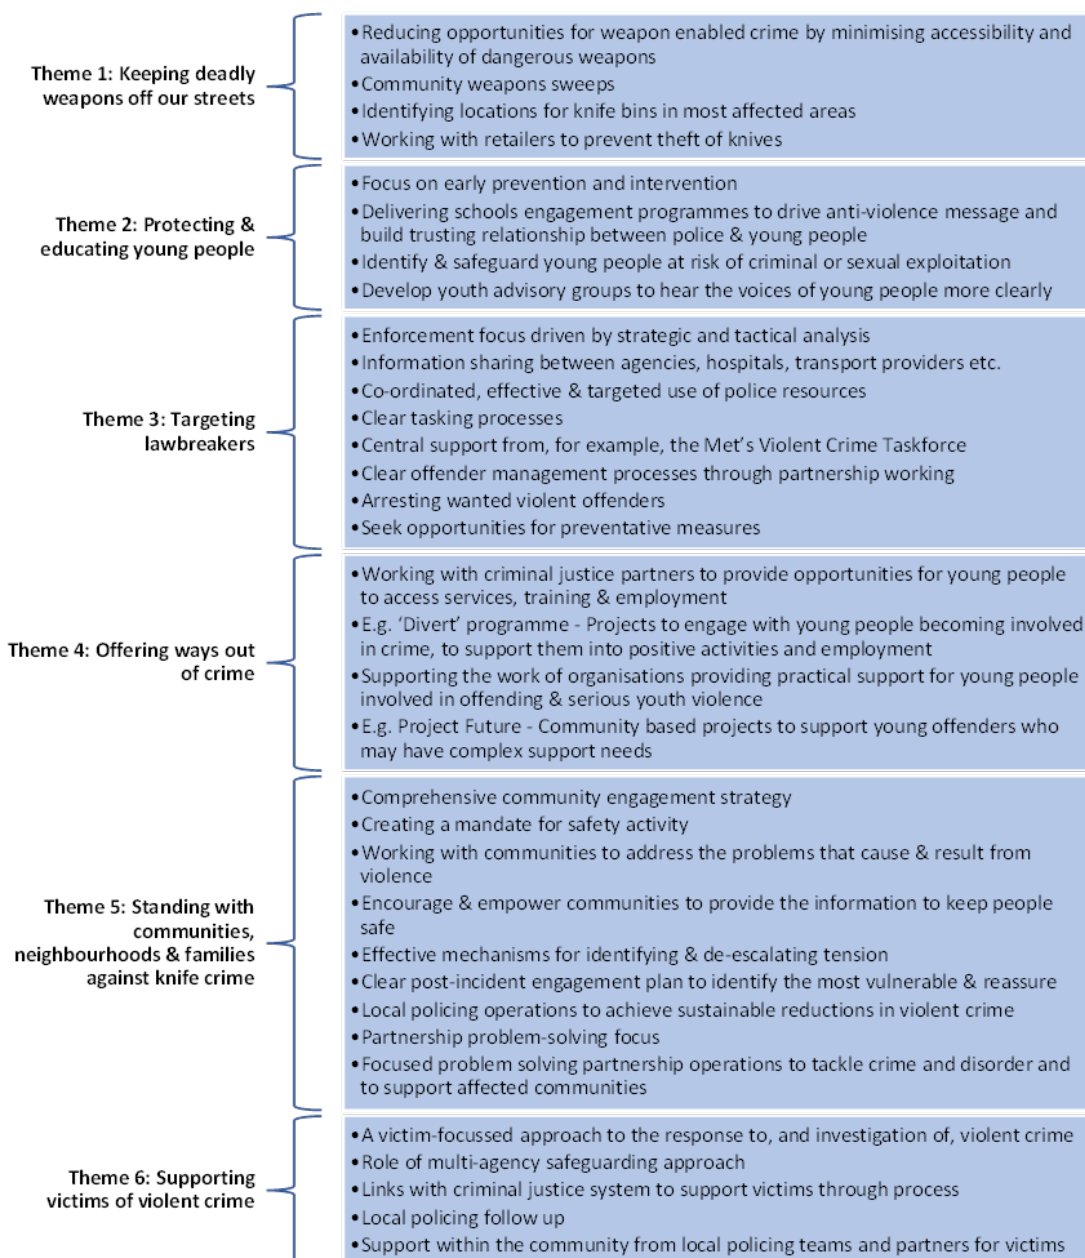 Theme 1: Keeping deadly
weapons off our streets
•Reducing opportunities for weapon enabled crime by minimising accessibility and
availability of dangerous weapons
•Community weapons sweeps
•Identifying locations for knife bins in most affected areas
•Working with retailers to prevent theft of knives
Theme 2: Protecting &
educating young people
•Focus on early prevention and intervention
•Delivering schools engagement programmes to drive anti-violence message and
build trusting relationship between police & young people
•Identify & safeguard young people at risk of criminal or sexual exploitation
•Develop youth advisory groups to hear the voices of young people more clearly
Theme 3: Targeting
lawbreakers
•Enforcement focus driven by strategic and tactical analysis
•Information sharing between agencies, hospitals, transport providers etc.
•Co-ordinated, effective & targeted use of police resources
•Clear tasking processes
•Central support from, for example, the Met's Violent Crime Taskforce
•Clear offender management processes through partnership working
•Arresting wanted violent offenders
•Seek opportunities for preventative measures
Theme 4: Offering ways out
of crime
•Working with criminal justice partners to provide opportunities for young people
to access services, training & employment
•E.g. 'Divert' programme - Projects to engage with young people becoming involved
in crime, to support them into positive activities and employment
•Supporting the work of organisations providing practical support for young people
involved in offending & serious youth violence
•E.g. Project Future - Community based projects to support young offenders who
may have complex support needs
Theme 5: Standing with
communities,
neighbourhoods & families
against knife crime
•Comprehensive community engagement strategy
•Creating a mandate for safety activity
•Working with communities to address the problems that cause & result from
violence
•Encourage & empower communities to provide the information to keep people
safe
•Effective mechanisms for identifying & de-escalating tension
•Clear post-incident engagement plan to identify the most vulnerable & reassure
•Local policing operations to achieve sustainable reductions in violent crime
•Partnership problem-solving focus
•Focused problem solving partnership operations to tackle crime and disorder and
to support affected communities
Theme 6: Supporting
victims of violent crime
•A victim-focussed approach to the response to, and investigation of, violent crime
•Role of multi-agency safeguarding approach
•Links with criminal justice system to support victims through process
•Local policing follow up
•Support within the community from local policing teams and partners for victims